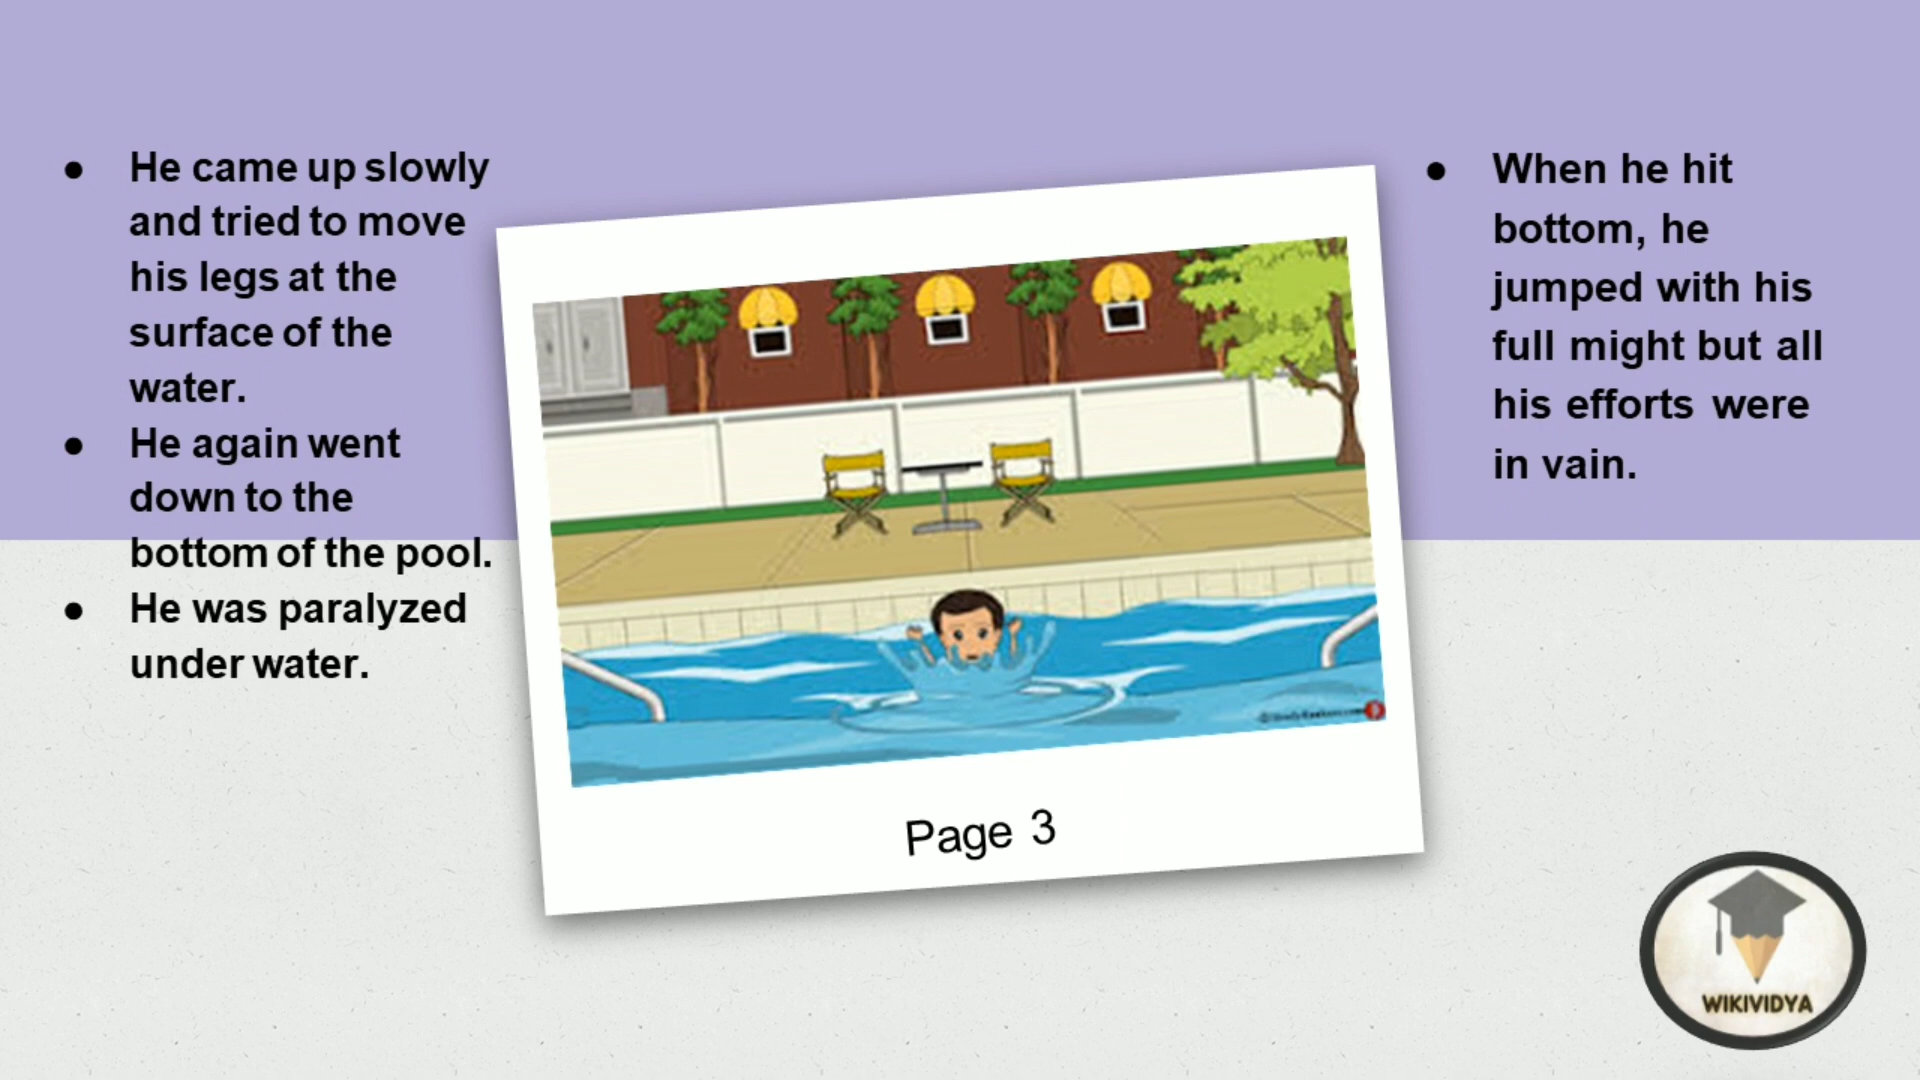 ● He came up slowly
and tried to move
his legs at the
surface of the
water.
● He again went
down to the
bottom of the pool.
● He was paralyzed
under water.
● When he hit
bottom, he
jumped with his
full might but all
his efforts were
in vain.
Page 3
WIKIVIDYA